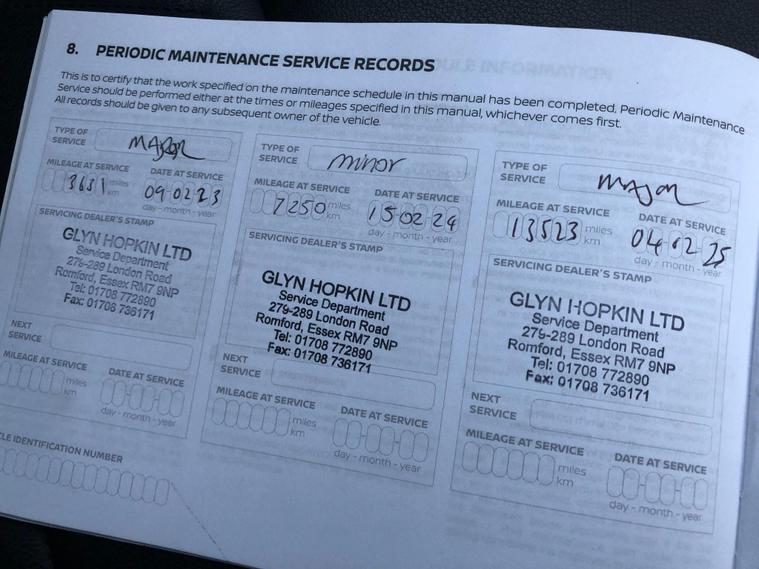 8. PERIODIC MAINTENANCE SERVICE RECORDS
This is to certify that the work specified on the maintenance schedule in this manual has been completed. Periodic Maintenance
Service should be performed either at the times or mileages specified in this manual, whichever comes first.
All records should be given to any subsequent owner of the vehicle.
TYPE OF SERVICE Major
MILEAGE AT SERVICE DATE AT SERVICE
3631 miles km 09 02 23
day - month - year
SERVICING DEALER'S STAMP
GLYN HOPKIN LTD
Service Department
279-289 London Road
Romford, Essex RM7 9NP
Tel: 01708 772890
Fax: 01708 736171
NEXT SERVICE
MILEAGE AT SERVICE DATE AT SERVICE
miles km
day - month - year
CLE IDENTIFICATION NUMBER
TYPE OF SERVICE minor
MILEAGE AT SERVICE DATE AT SERVICE
7250 miles km 15 02 24
day - month - year
SERVICING DEALER'S STAMP
GLYN HOPKIN LTD
Service Department
279-289 London Road
Romford, Essex RM7 9NP
Tel: 01708 772890
Fax: 01708 736171
NEXT SERVICE
MILEAGE AT SERVICE DATE AT SERVICE
miles km
day - month - year
TYPE OF SERVICE Major
MILEAGE AT SERVICE DATE AT SERVICE
13523 miles km 04 02 25
day - month - year
SERVICING DEALER'S STAMP
GLYN HOPKIN LTD
Service Department
279-289 London Road
Romford, Essex RM7 9NP
Tel: 01708 772890
Fax: 01708 736171
NEXT SERVICE
MILEAGE AT SERVICE DATE AT SERVICE
miles km
day - month - year